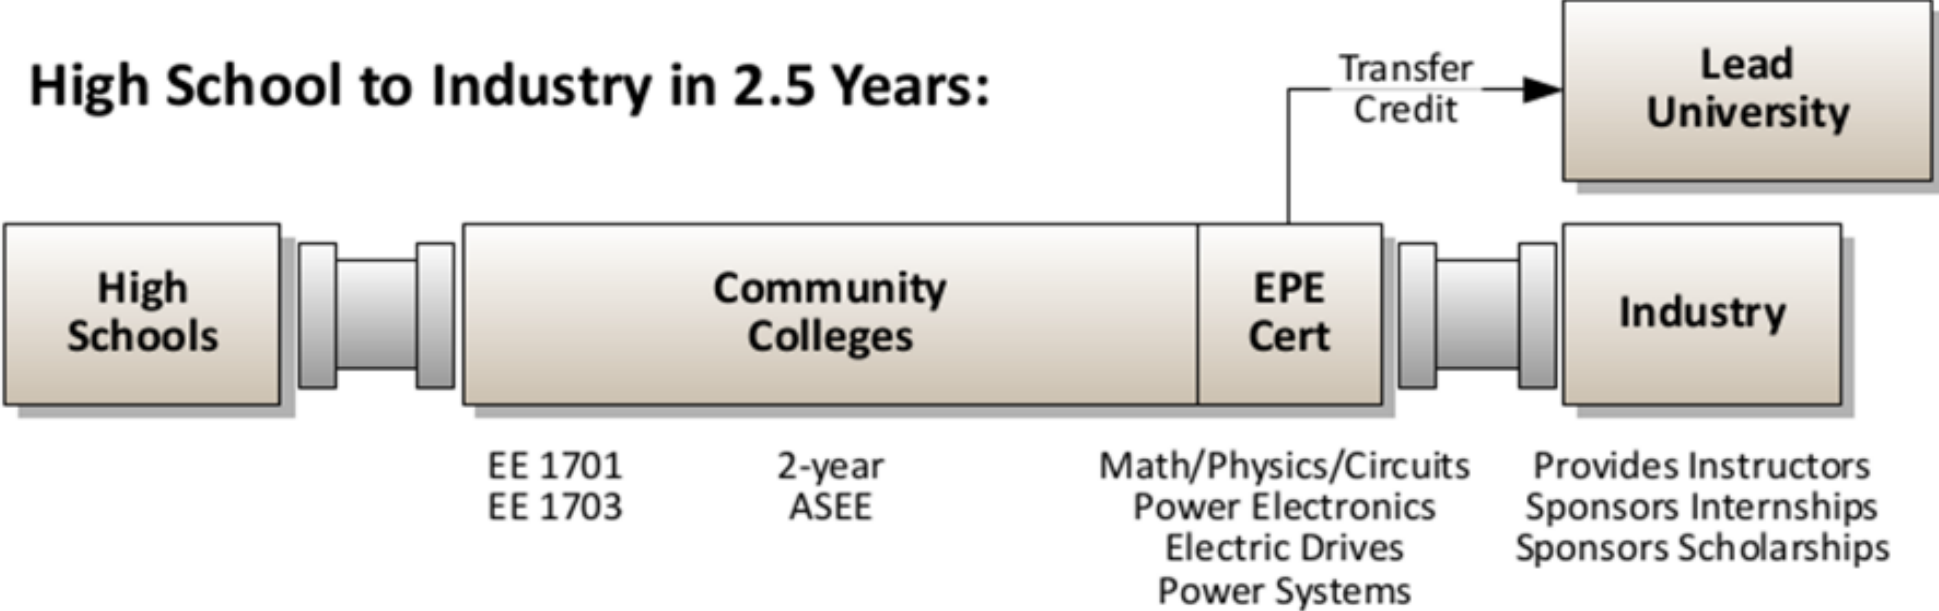 High School to Industry in 2.5 Years:
Transfer
Credit
Lead
University
High
Schools
Community
Colleges
EPE
Cert
Industry
EE 1701
EE 1703
2-year
ASEE
Math/Physics/Circuits
Power Electronics
Electric Drives
Power Systems
Provides Instructors
Sponsors Internships
Sponsors Scholarships